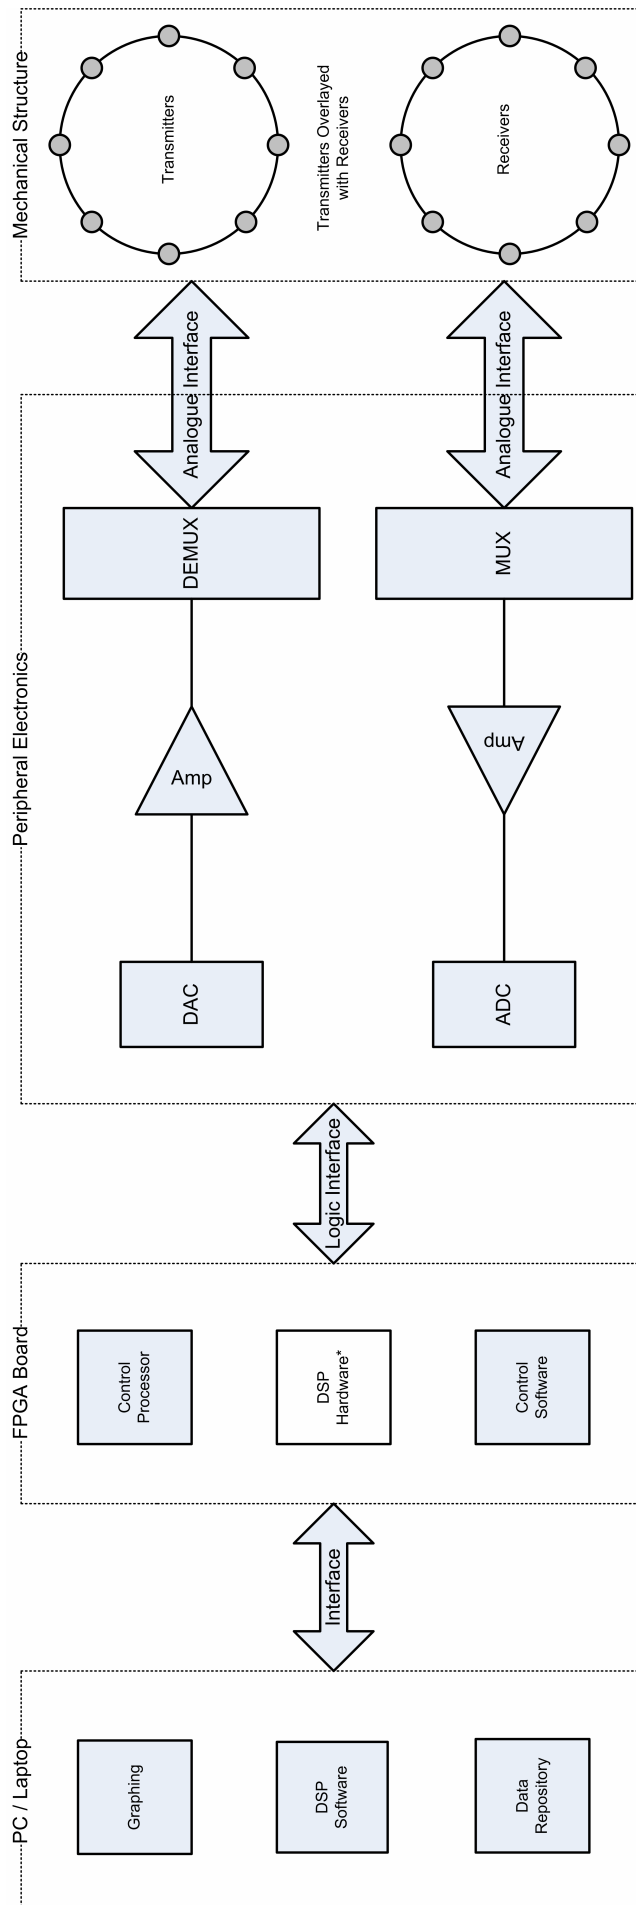 PC / Laptop
Graphing
DSP
Software
Data
Repository
Interface
FPGA Board
Control
Processor
DSP
Hardware*
Control
Software
Logic Interface
Peripheral Electronics
DAC
Amp
DEMUX
ADC
Amp
MUX
Analogue Interface
Analogue Interface
Mechanical Structure
Transmitters
Transmitters Overlayed
with Receivers
Receivers